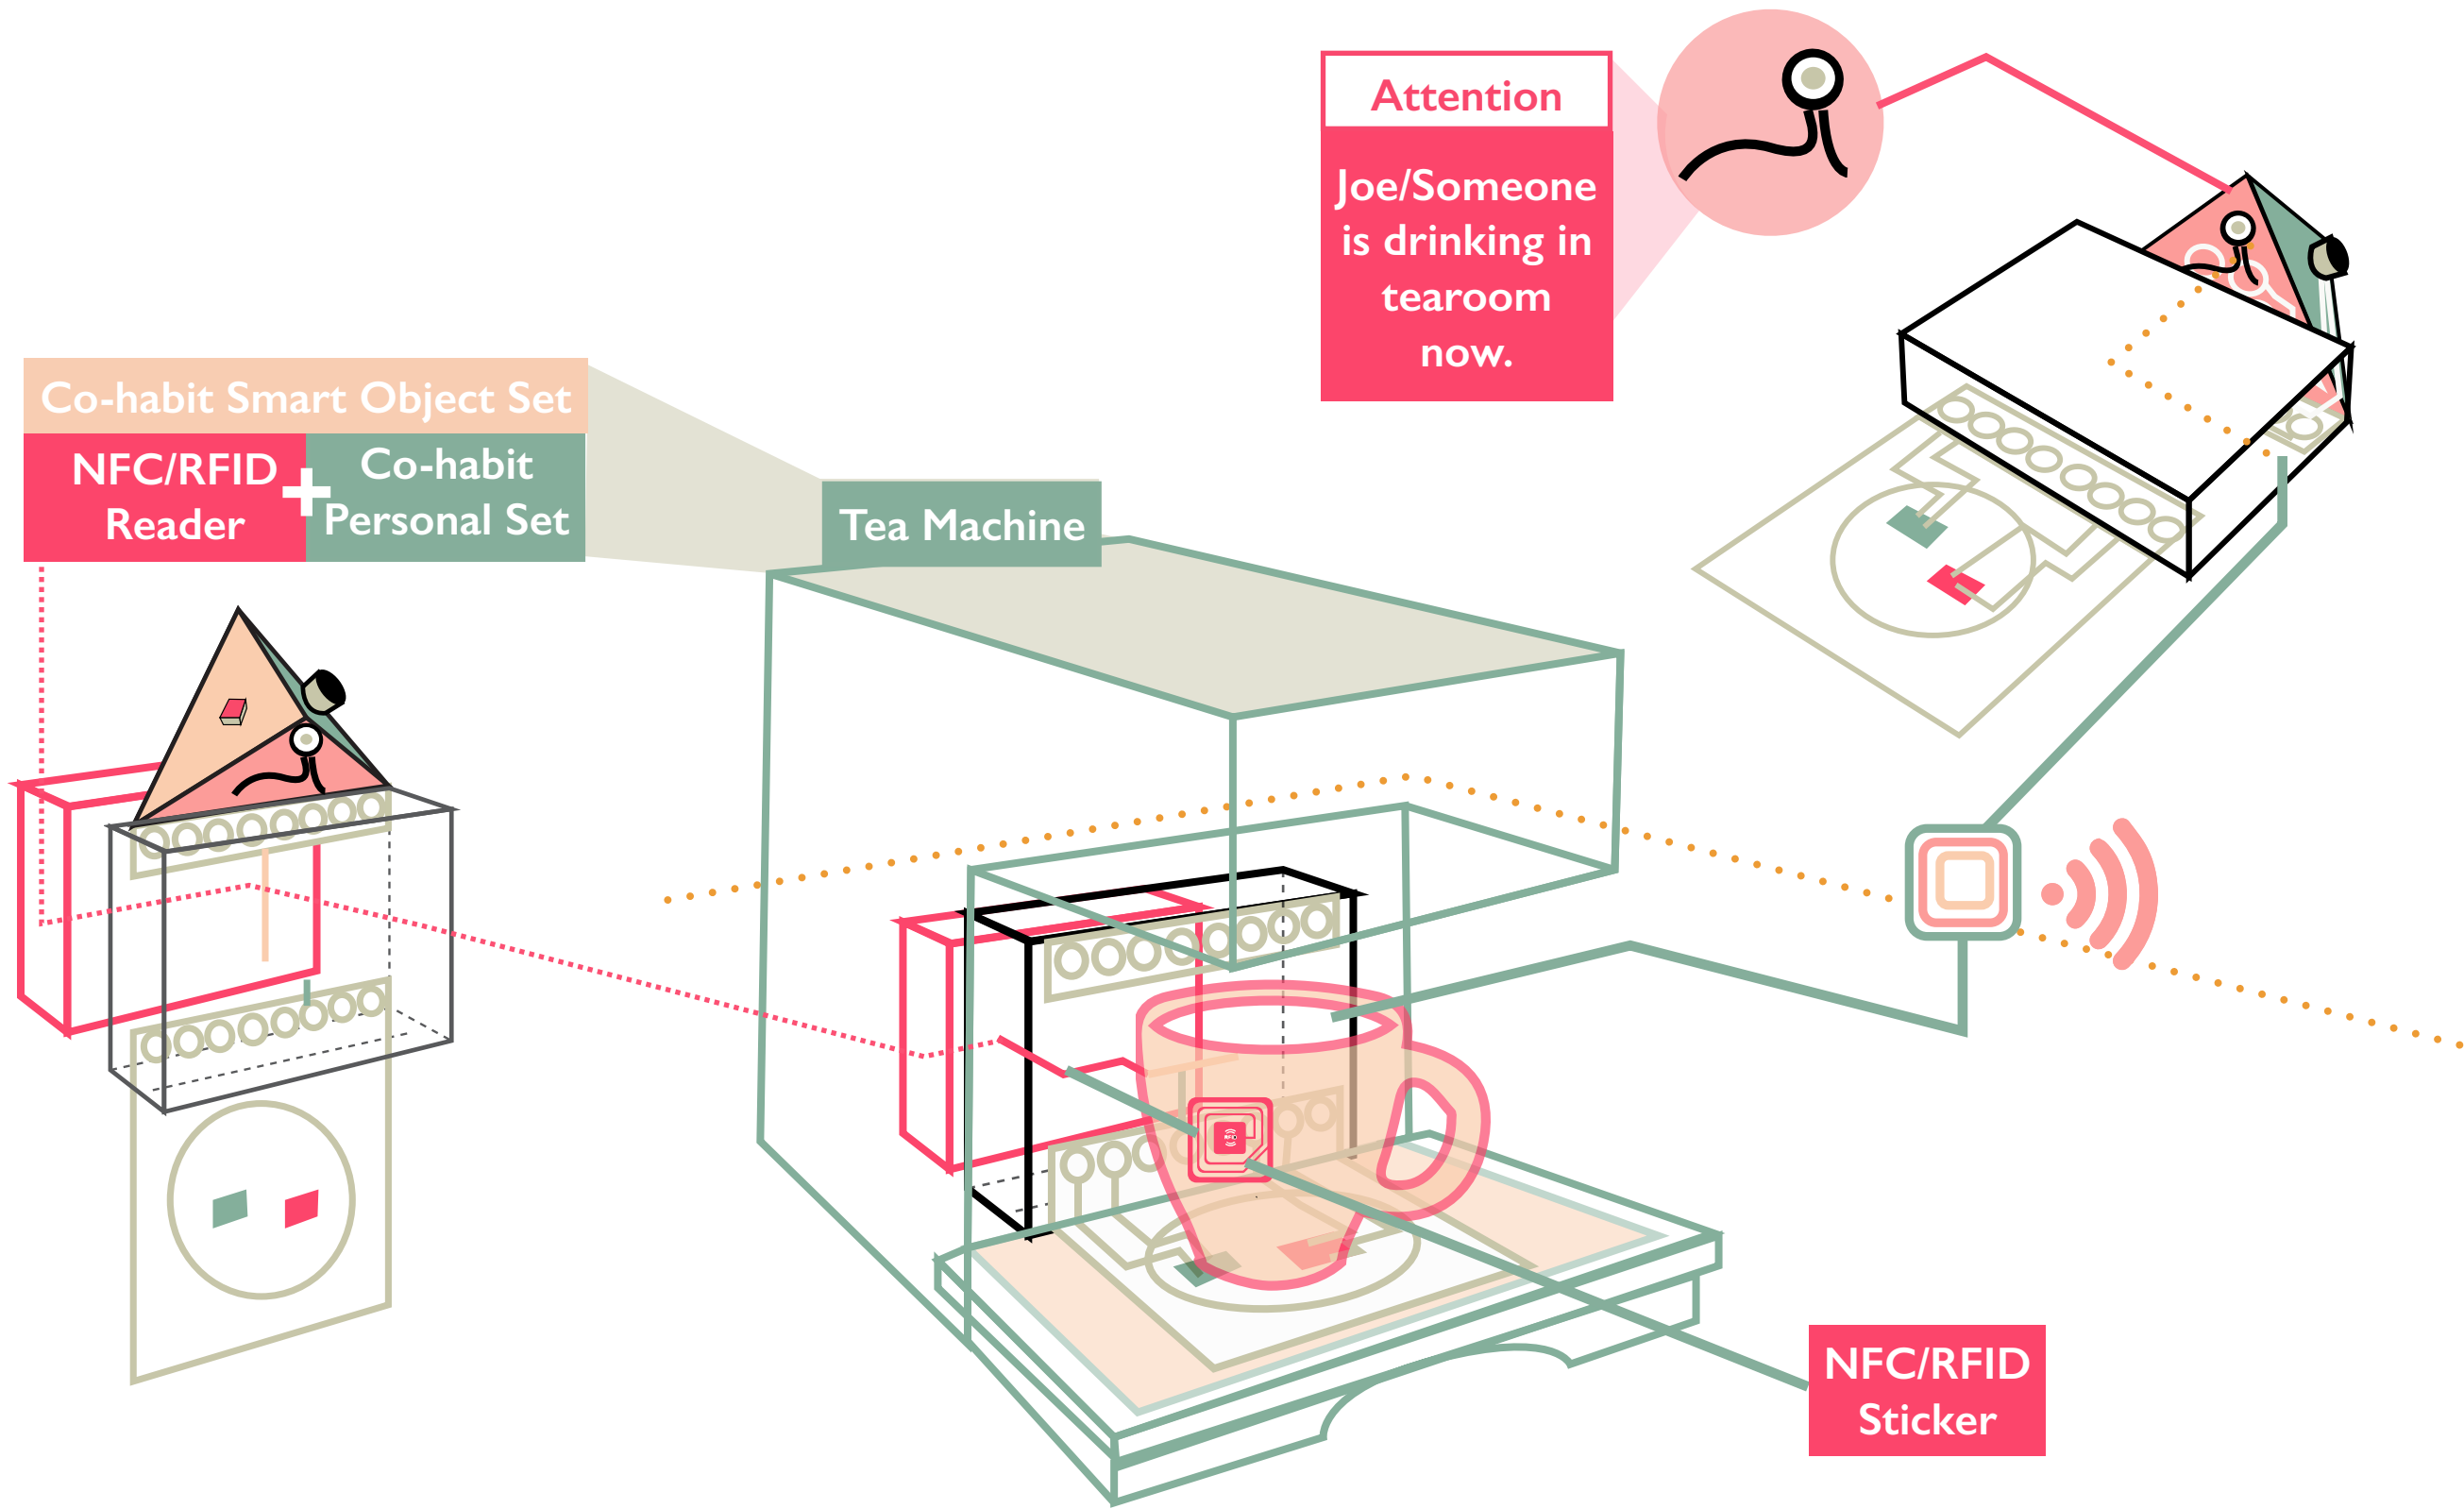 Attention
Joe/Someone
is drinking in
tearoom
now.
Co-habit Smart Object Set
NFC/RFID
Reader
+
Co-habit
Personal Set
Tea Machine
NFC/RFID
Sticker